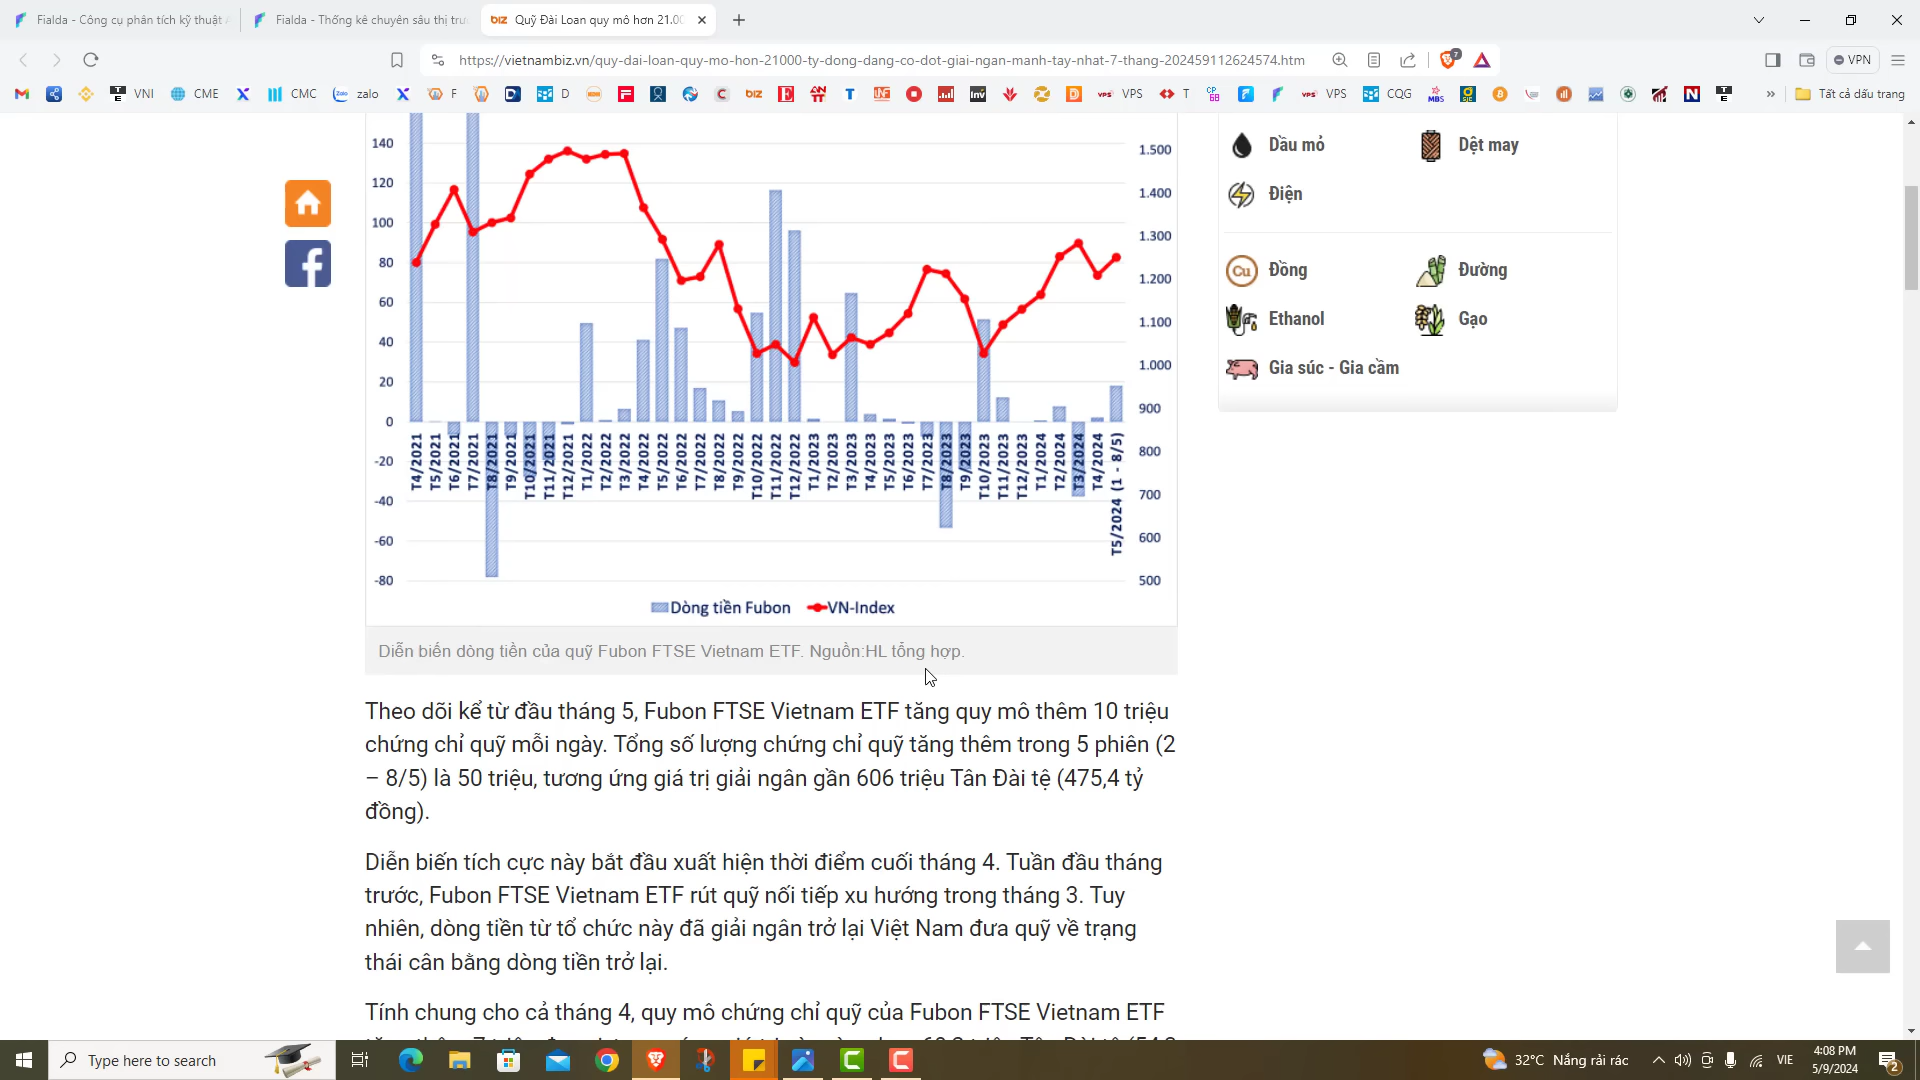 Fialda - Công cụ phân tích kỹ thuật
Fialda - Thống kê chuyên sâu thị trư
Quỹ Đài Loan quy mô hơn 21.00
https://vietnambiz.vn/quy-dai-loan-quy-mo-hon-21000-ty-dong-dang-co-dot-giai-ngan-manh-tay-nhat-7-thang-202459112624574.htm
7
VPN
VNI
CME
CMC
zalo
F
D
VPS
T
VPS
CQG
Tất cả dấu trang
140
120
100
80
60
40
20
0
-20
-40
-60
-80
1.500
1.400
1.300
1.200
1.100
1.000
900
800
700
600
500
T4/2021
T5/2021
T6/2021
T7/2021
T8/2021
T9/2021
T10/2021
T11/2021
T12/2021
T1/2022
T2/2022
T3/2022
T4/2022
T5/2022
T6/2022
T7/2022
T8/2022
T9/2022
T10/2022
T11/2022
T12/2022
T1/2023
T2/2023
T3/2023
T4/2023
T5/2023
T6/2023
T7/2023
T8/2023
T9/2023
T10/2023
T11/2023
T12/2023
T1/2024
T2/2024
T3/2024
T4/2024
T5/2024 (1 - 8/5)
Dòng tiền Fubon
VN-Index
Diễn biến dòng tiền của quỹ Fubon FTSE Vietnam ETF. Nguồn:HL tổng hợp.
Theo dõi kể từ đầu tháng 5, Fubon FTSE Vietnam ETF tăng quy mô thêm 10 triệu
chứng chỉ quỹ mỗi ngày. Tổng số lượng chứng chỉ quỹ tăng thêm trong 5 phiên (2
– 8/5) là 50 triệu, tương ứng giá trị giải ngân gần 606 triệu Tân Đài tệ (475,4 tỷ
đồng).
Diễn biến tích cực này bắt đầu xuất hiện thời điểm cuối tháng 4. Tuần đầu tháng
trước, Fubon FTSE Vietnam ETF rút quỹ nối tiếp xu hướng trong tháng 3. Tuy
nhiên, dòng tiền từ tổ chức này đã giải ngân trở lại Việt Nam đưa quỹ về trạng
thái cân bằng dòng tiền trở lại.
Tính chung cho cả tháng 4, quy mô chứng chỉ quỹ của Fubon FTSE Vietnam ETF
Dầu mỏ
Dệt may
Điện
Cu
Đồng
Đường
Ethanol
Gạo
Gia súc - Gia cầm
Type here to search
32°C Nắng rải rác
VIE
4:08 PM
5/9/2024
2